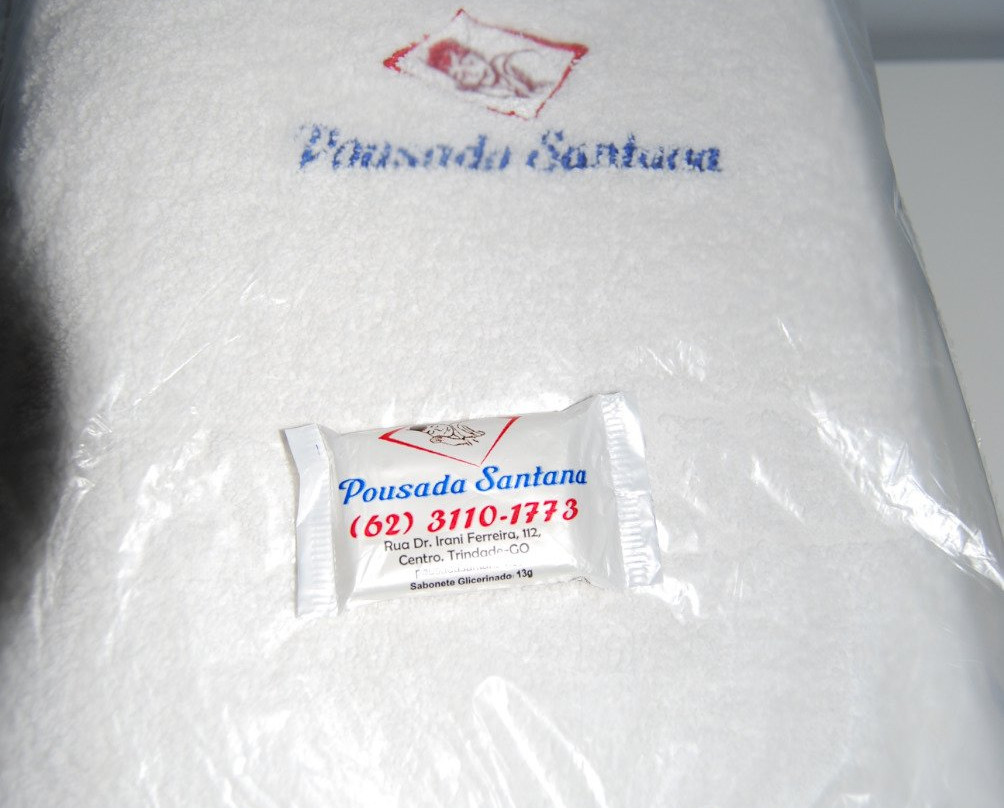 Pousada Santana
Pousada Santana
(62) 3110-1773
Rua Dr. Irani Ferreira, 112,
Centro, Trindade-GO
Sabonete Glicerinado 13g